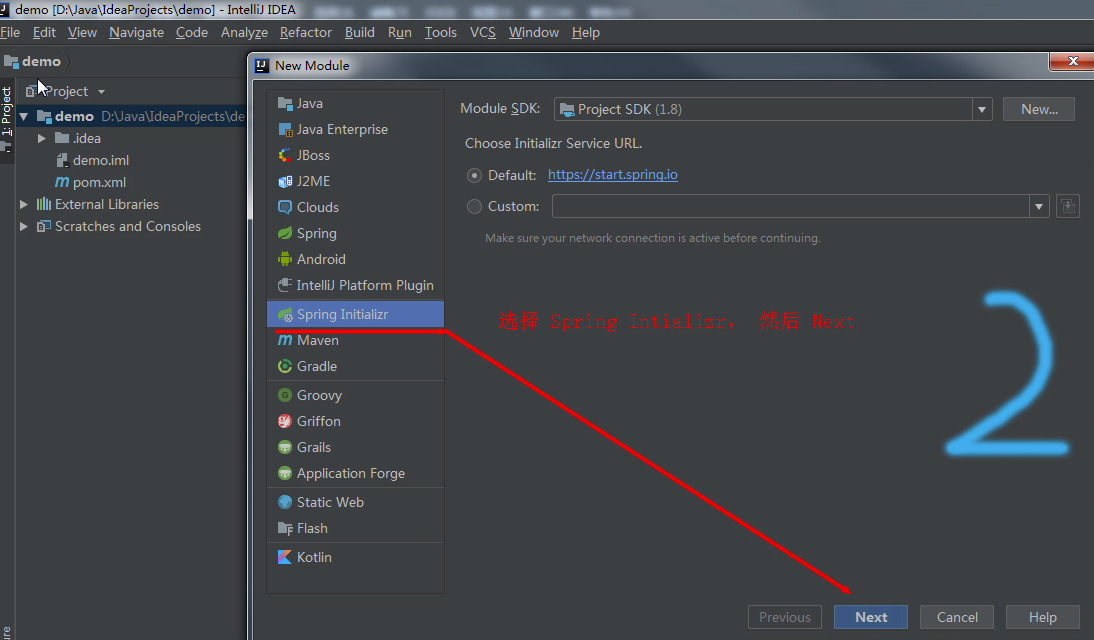 demo [D:\Java\IdeaProjects\demo] - IntelliJ IDEA
File Edit View Navigate Code Analyze Refactor Build Run Tools VCS Window Help
demo
New Module
1: Project
Project
demo D:\Java\IdeaProjects\de
.idea
demo.iml
pom.xml
External Libraries
Scratches and Consoles
Java
Java Enterprise
JBoss
J2ME
Clouds
Spring
Android
IntelliJ Platform Plugin
Spring Initializr
Maven
Gradle
Groovy
Griffon
Grails
Application Forge
Static Web
Flash
Kotlin
Module SDK: Project SDK (1.8) New...
Choose Initializr Service URL.
Default: https://start.spring.io
Custom:
Make sure your network connection is active before continuing.
选择 Spring Intializr， 然后 Next
2
Previous Next Cancel Help